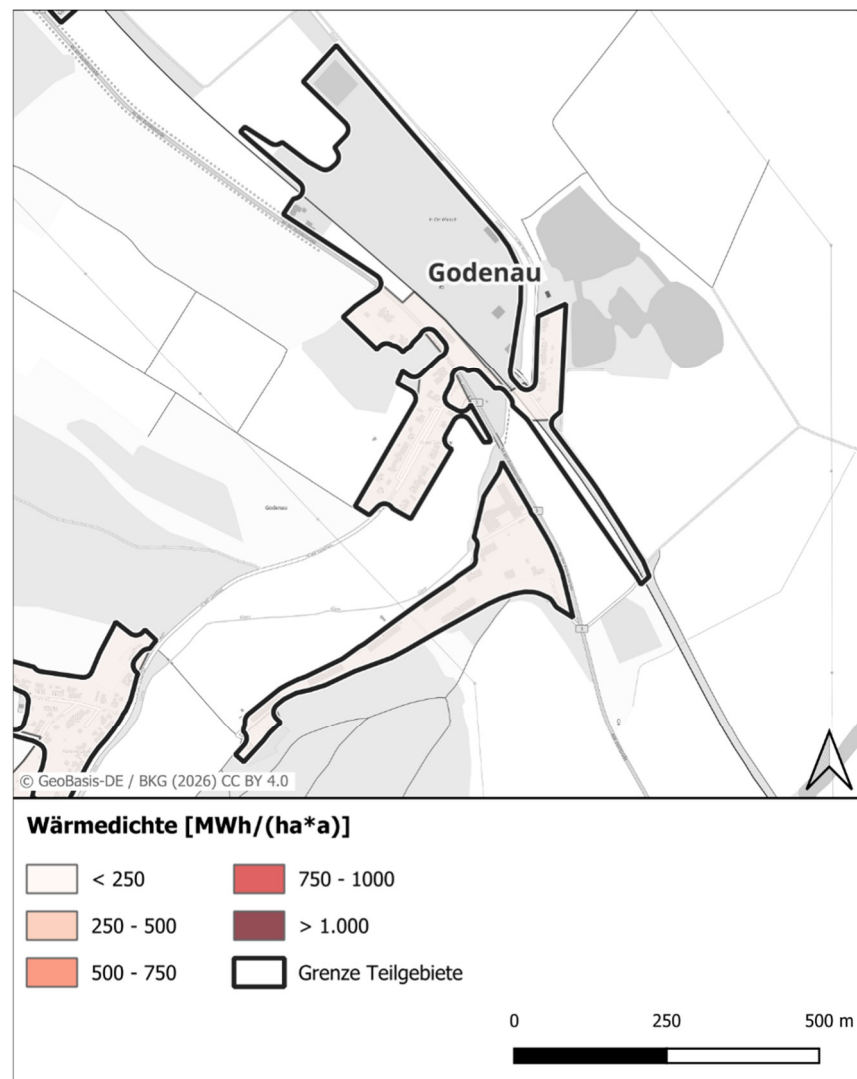 Godenau
Godenau
© GeoBasis-DE / BKG (2026) CC BY 4.0
Wärmedichte [MWh/(ha*a)]
< 250
250 - 500
500 - 750
750 - 1000
> 1.000
Grenze Teilgebiete
0 250 500 m